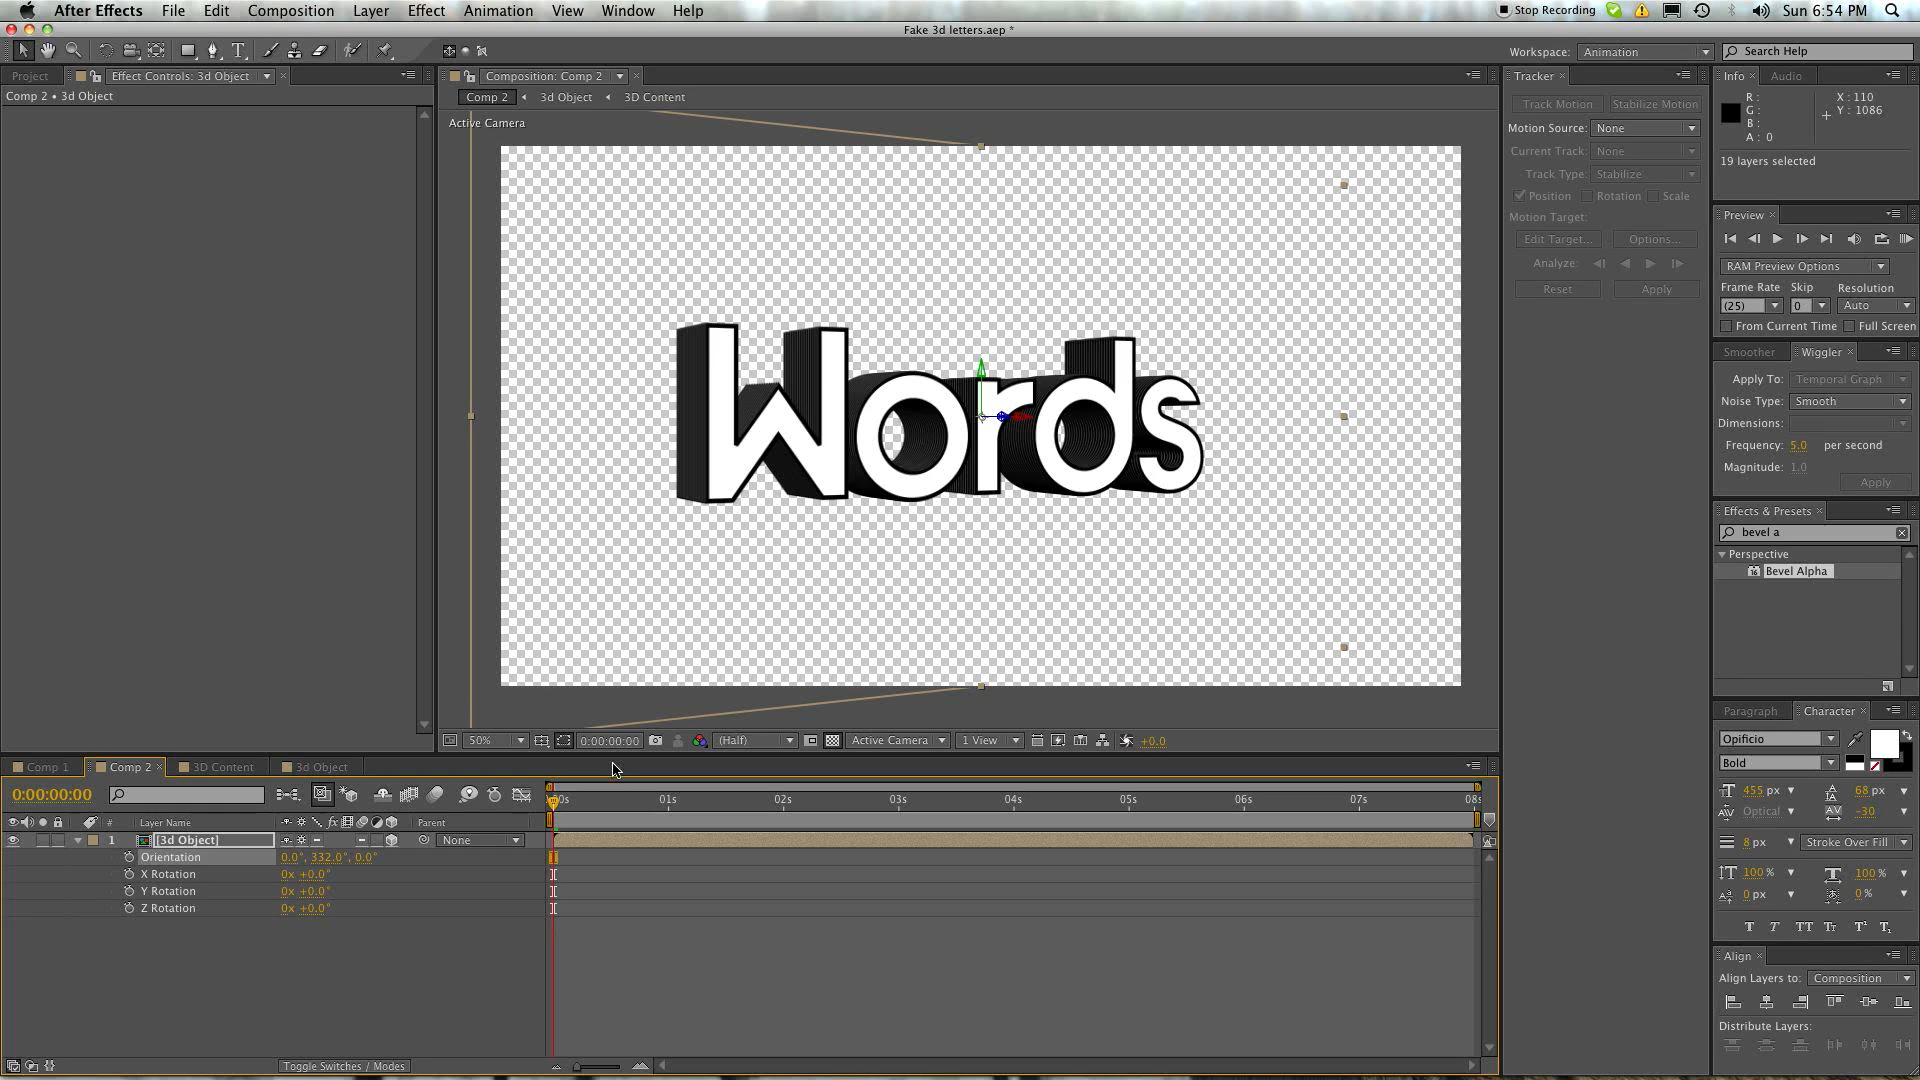 After Effects File Edit Composition Layer Effect Animation View Window Help Stop Recording Sun 6:54 PM
Fake 3d letters.aep *
Workspace: Animation Search Help
Project Effect Controls: 3d Object Composition: Comp 2 Tracker Info Audio
Comp 2 • 3d Object
Comp 2 3d Object 3D Content
Active Camera
Track Motion Stabilize Motion
Motion Source: None
Current Track: None
Track Type: Stabilize
Position Rotation Scale
Motion Target:
Edit Target... Options...
Analyze:
Reset Apply
R :
G :
B :
A : 0
X : 110
Y : 1086
19 layers selected
Preview
RAM Preview Options
Frame Rate Skip Resolution
(25) 0 Auto
From Current Time Full Screen
Smoother Wiggler
Apply To: Temporal Graph
Noise Type: Smooth
Dimensions:
Frequency: 5.0 per second
Magnitude: 1.0
Apply
Effects & Presets
bevel a
Perspective
Bevel Alpha
Words
50% 0:00:00:00 (Half) Active Camera 1 View +0.0
Paragraph Character
Opificio
Bold
455 px 68 px
Optical -30
8 px Stroke Over Fill
100 % 100 %
0 px 0 %
T T TT Tt T¹ T₁
Align
Align Layers to: Composition
Distribute Layers:
Comp 1 Comp 2 3D Content 3d Object
0:00:00:00
00s 01s 02s 03s 04s 05s 06s 07s 08s
# Layer Name Parent
1 [3d Object] None
Orientation 0.0°, 332.0°, 0.0°
X Rotation 0x +0.0°
Y Rotation 0x +0.0°
Z Rotation 0x +0.0°
Toggle Switches / Modes